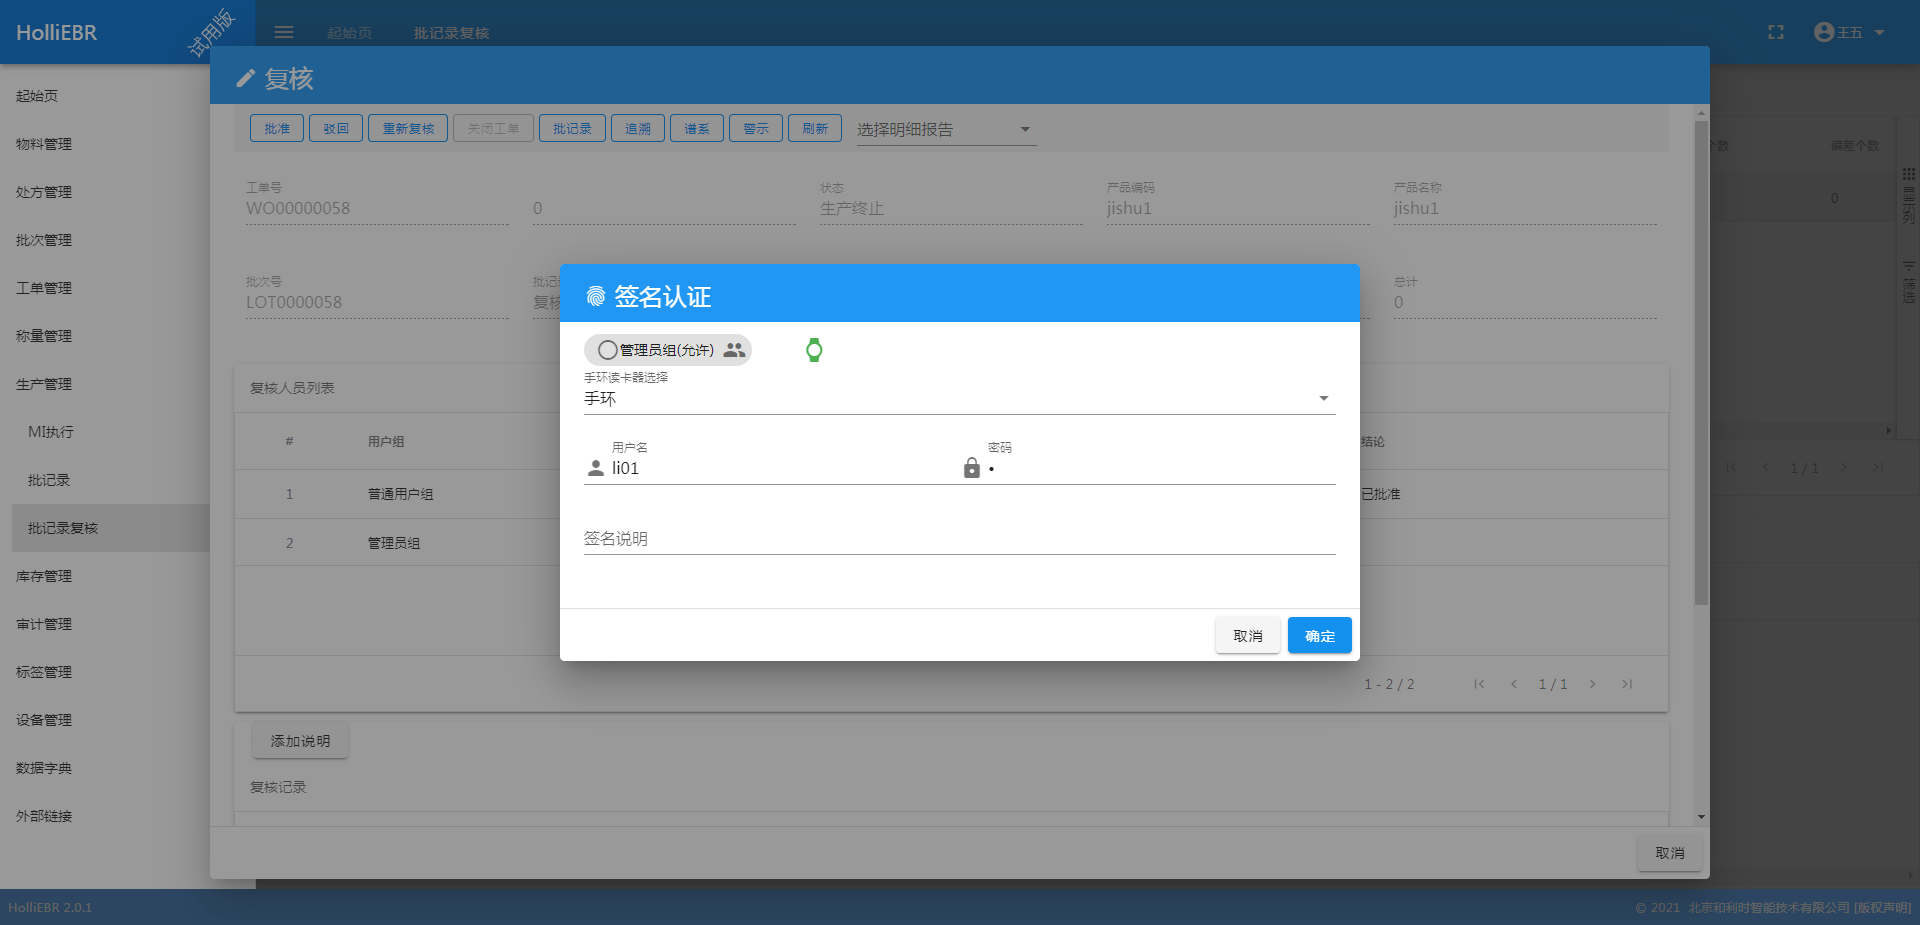 HolliEBR
试用版
起始页
批记录复核
王五
起始页
物料管理
处方管理
批次管理
工单管理
称量管理
生产管理
MI执行
批记录
批记录复核
库存管理
审计管理
标签管理
设备管理
数据字典
外部链接
复核
批准 驳回 重新复核 关闭工单 批记录 追溯 谱系 警示 刷新 选择明细报告
工单号 状态 产品编码 产品名称
WO00000058 0 生产终止 jishu1 jishu1
批次号 批记 总计
LOT0000058 复核 0
个数 偏差个数
0
显示列
筛选
1 / 1
复核人员列表
# 用户组 结论
1 普通用户组 已批准
2 管理员组
1 - 2 / 2 1 / 1
签名认证
管理员组(允许)
手环读卡器选择
手环
用户名 密码
li01 •
签名说明
取消 确定
添加说明
复核记录
取消
HolliEBR 2.0.1
© 2021 北京和利时智能技术有限公司 [版权声明]